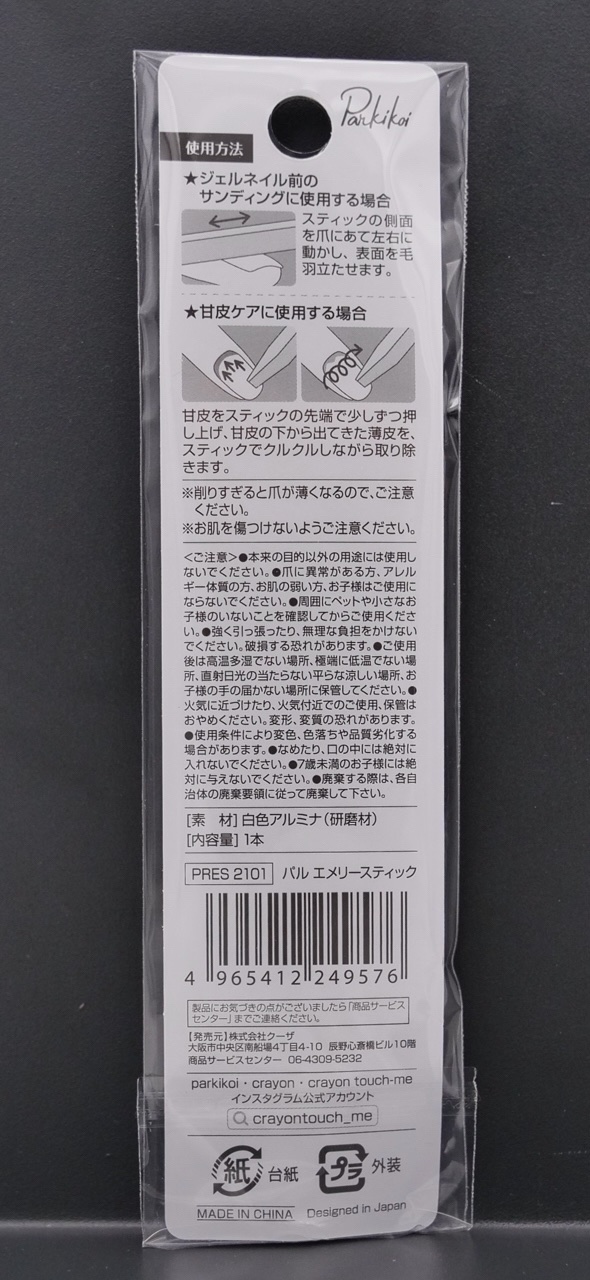 Parkikoi
使用方法
★ジェルネイル前の
サンディングに使用する場合
スティックの側面
を爪にあて左右に
動かし、表面を毛
羽立たせます。
★甘皮ケアに使用する場合
甘皮をスティックの先端で少しずつ押
し上げ、甘皮の下から出てきた薄皮を、
スティックでクルクルしながら取り除
きます。
※削りすぎると爪が薄くなるので、ご注意
ください。
※お肌を傷つけないようご注意ください。
<ご注意>●本来の目的以外の用途には使用し
ないでください。●爪に異常がある方、アレル
ギー体質の方、お肌の弱い方、お子様はご使用に
ならないでください。●周囲にペットや小さなお
子様のいないことを確認してからご使用くださ
い。●強く引っ張ったり、無理な負担をかけない
でください。破損する恐れがあります。●ご使用
後は高温多湿でない場所、極端に低温でない場
所、直射日光の当たらない平らな涼しい場所、お
子様の手の届かない場所に保管してください。●
火気に近づけたり、火気付近でのご使用、保管は
おやめください。変形、変質の恐れがあります。
●使用条件により変色、色落ちや品質劣化する
場合があります。●なめたり、口の中には絶対に
入れないでください。●7歳未満のお子様には絶
対に与えないでください。●廃棄する際は、各自
治体の廃棄要領に従って廃棄して下さい。
[素　材]白色アルミナ(研磨材)
[内容量]1本
PRES 2101 パル エメリースティック
4 965412 249576
製品にお気づきの点がございましたら「商品サービス
センター」までご連絡ください。
【発売元】株式会社クーザ
大阪市中央区南船場4丁目4-10 辰野心斎橋ビル10階
商品サービスセンター 06-4309-5232
parkikoi・crayon・crayon touch-me
インスタグラム公式アカウント
crayontouch_me
紙 台紙 プラ 外装
MADE IN CHINA Designed in Japan